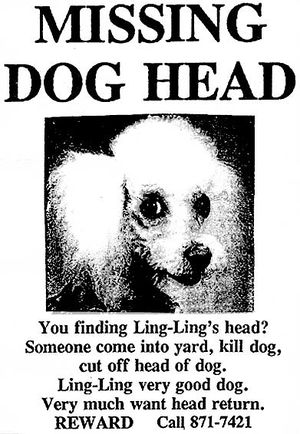 MISSING
DOG HEAD
You finding Ling-Ling's head?
Someone come into yard, kill dog,
cut off head of dog.
Ling-Ling very good dog.
Very much want head return.
REWARD Call 871-7421